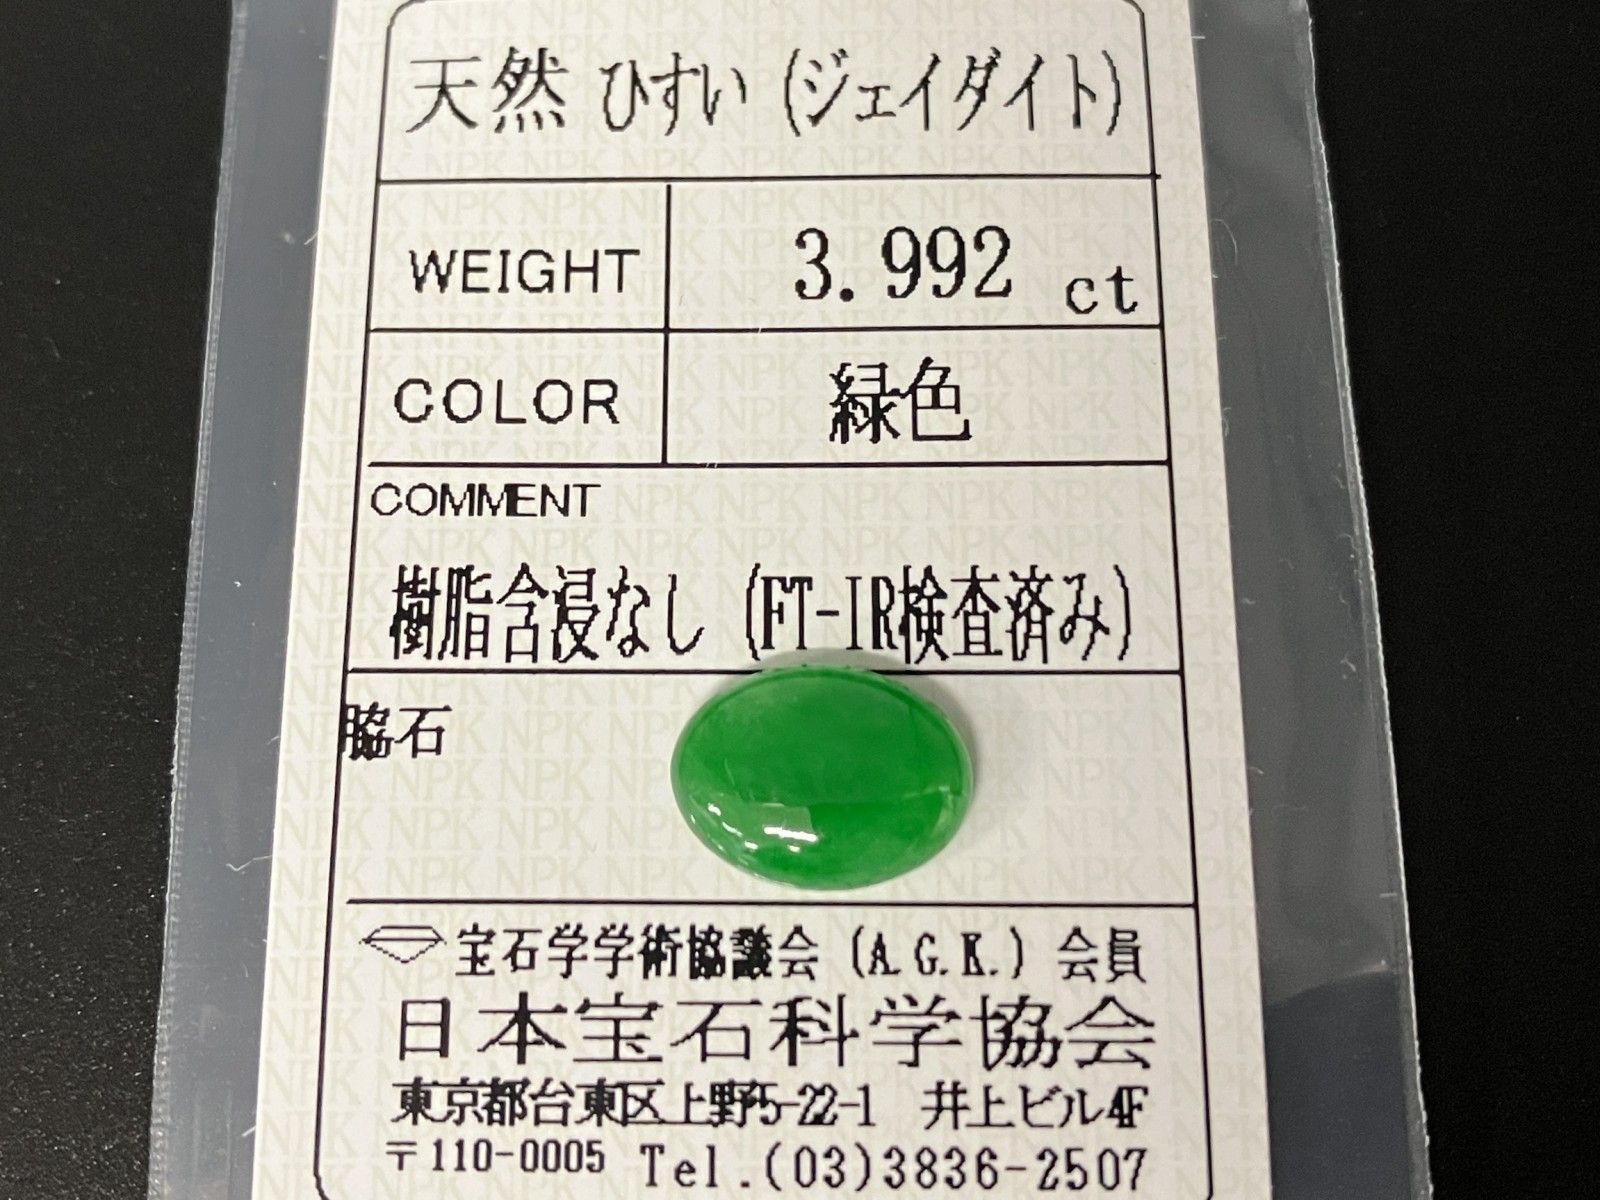 天然 ひすい (ジェイダイト)
WEIGHT 3.992 ct
COLOR 緑色
COMMENT
樹脂含浸なし (FT-IR検査済み)
脇石
宝石学学術協議会 (A.G.K.) 会員
日本宝石科学協会
東京都台東区上野5-22-1 井上ビル4F
〒110-0005 Tel.(03)3836-2507